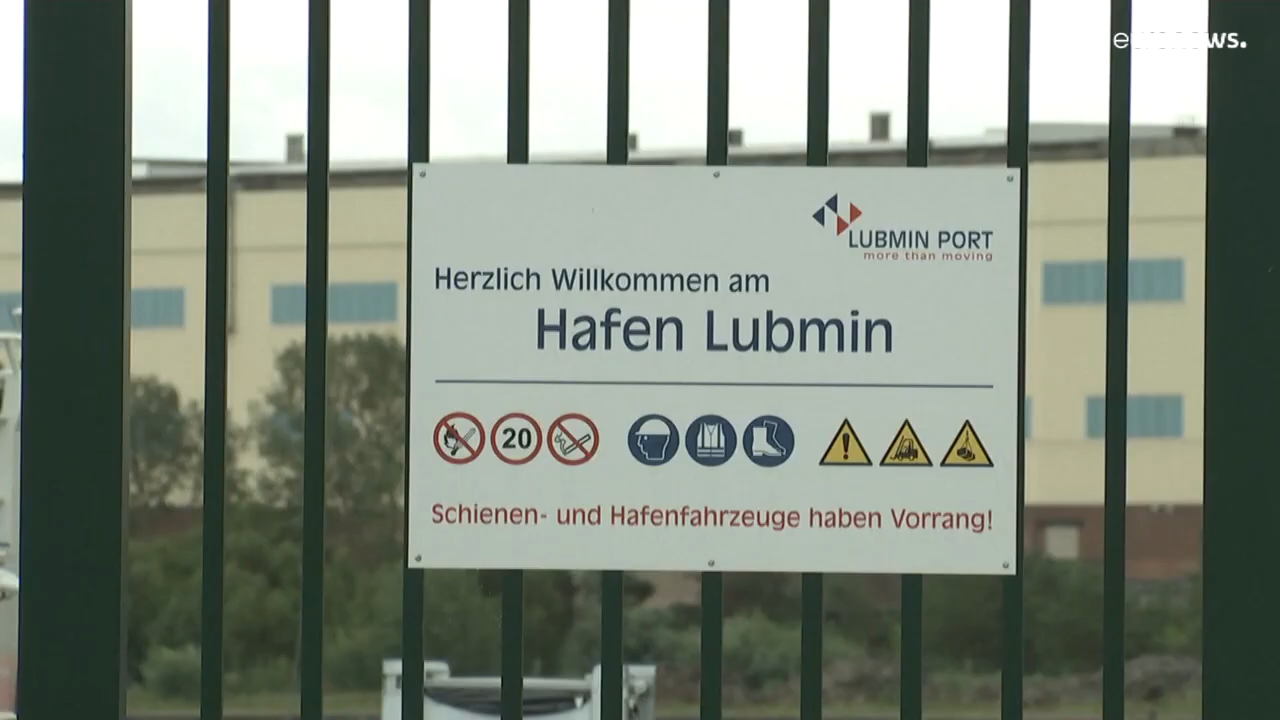 euronews.
LUBMIN PORT
more than moving
Herzlich Willkommen am
Hafen Lubmin
20
Schienen- und Hafenfahrzeuge haben Vorrang!